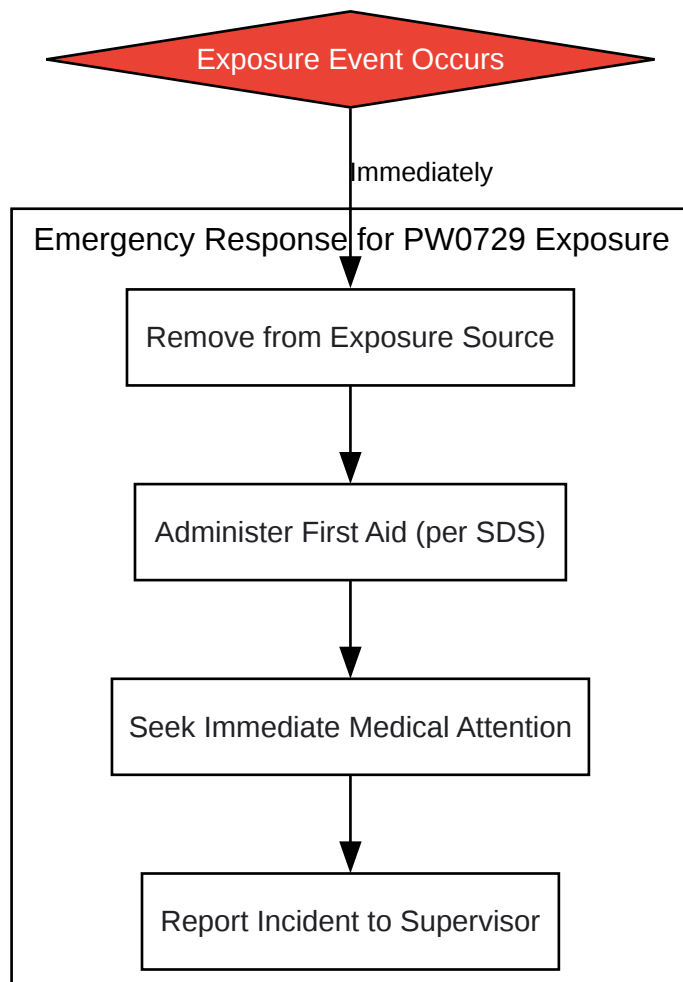 Exposure Event Occurs
Immediately
Emergency Response for PW0729 Exposure
Remove from Exposure Source
Administer First Aid (per SDS)
Seek Immediate Medical Attention
Report Incident to Supervisor